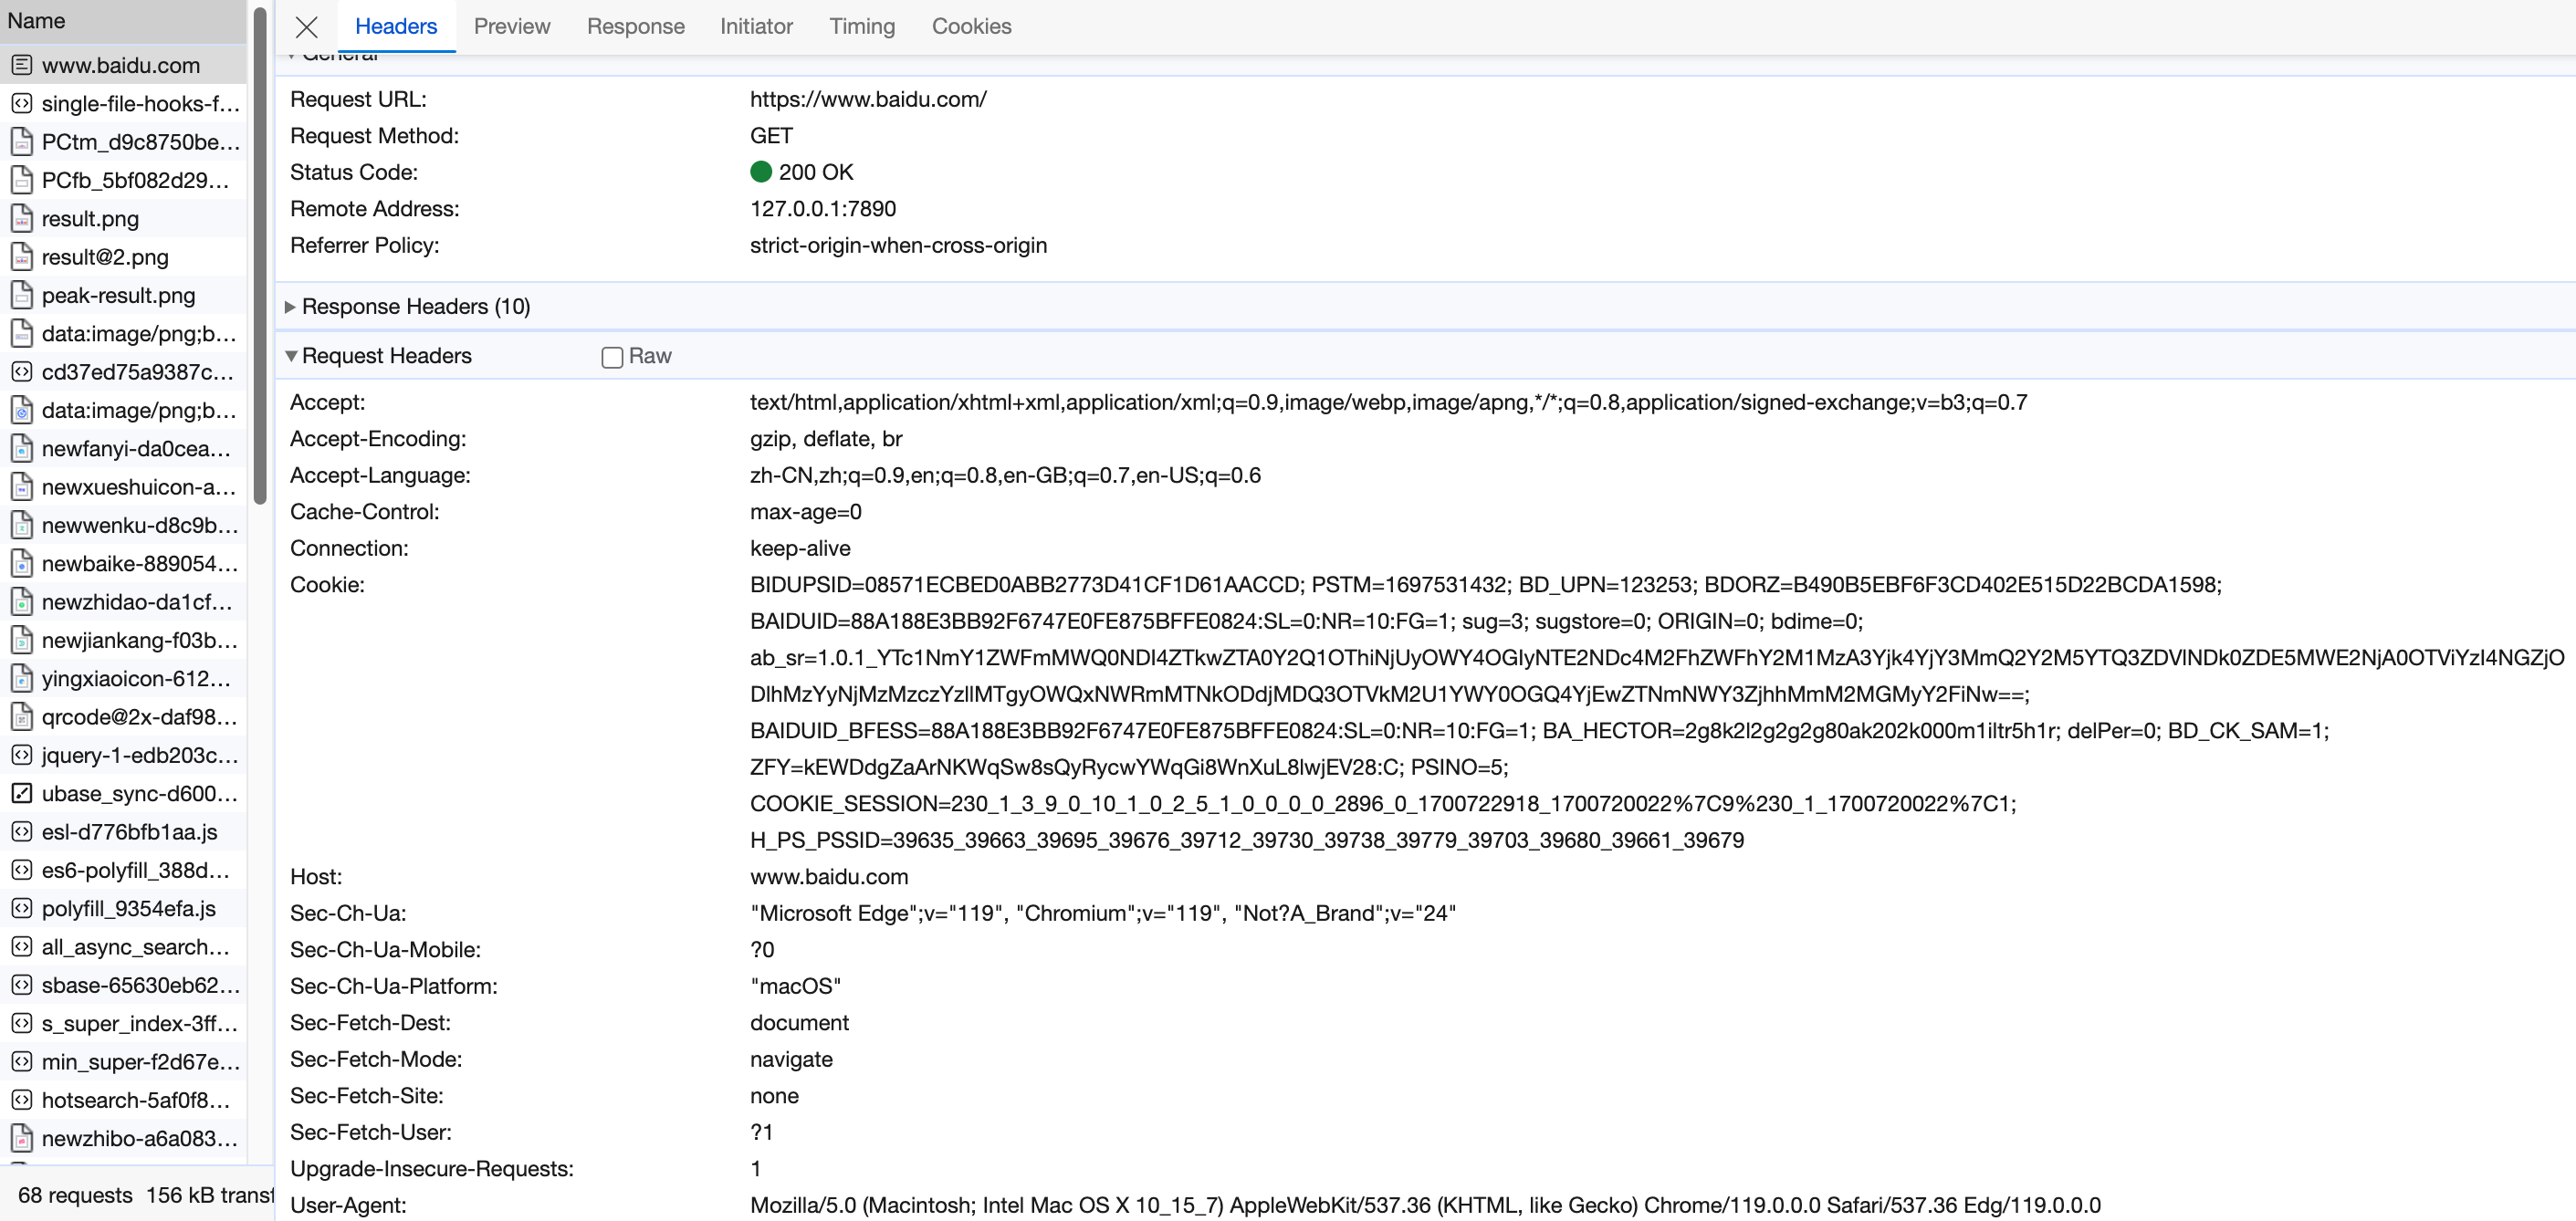 Name
www.baidu.com
single-file-hooks-f...
PCtm_d9c8750be...
PCfb_5bf082d29...
result.png
result@2.png
peak-result.png
data:image/png;b...
cd37ed75a9387c...
data:image/png;b...
newfanyi-da0cea...
newxueshuicon-a...
newwenku-d8c9b...
newbaike-889054...
newzhidao-da1cf...
newjiankang-f03b...
yingxiaoicon-612...
qrcode@2x-daf98...
jquery-1-edb203c...
ubase_sync-d600...
esl-d776bfb1aa.js
es6-polyfill_388d...
polyfill_9354efa.js
all_async_search...
sbase-65630eb62...
s_super_index-3ff...
min_super-f2d67e...
hotsearch-5af0f8...
newzhibo-a6a083...
68 requests 156 kB transf
Headers Preview Response Initiator Timing Cookies
General
Request URL: https://www.baidu.com/
Request Method: GET
Status Code: 200 OK
Remote Address: 127.0.0.1:7890
Referrer Policy: strict-origin-when-cross-origin
Response Headers (10)
Request Headers Raw
Accept: text/html,application/xhtml+xml,application/xml;q=0.9,image/webp,image/apng,*/*;q=0.8,application/signed-exchange;v=b3;q=0.7
Accept-Encoding: gzip, deflate, br
Accept-Language: zh-CN,zh;q=0.9,en;q=0.8,en-GB;q=0.7,en-US;q=0.6
Cache-Control: max-age=0
Connection: keep-alive
Cookie: BIDUPSID=08571ECBED0ABB2773D41CF1D61AACCD; PSTM=1697531432; BD_UPN=123253; BDORZ=B490B5EBF6F3CD402E515D22BCDA1598;
BAIDUID=88A188E3BB92F6747E0FE875BFFE0824:SL=0:NR=10:FG=1; sug=3; sugstore=0; ORIGIN=0; bdime=0;
ab_sr=1.0.1_YTc1NmY1ZWFmMWQ0NDI4ZTkwZTA0Y2Q1OThiNjUyOWY4OGIyNTE2NDc4M2FhZWFhY2M1MzA3Yjk4YjY3MmQ2Y2M5YTQ3ZDVlNDk0ZDE5MWE2NjA0OTViYzI4NGZjO
DlhMzYyNjMzMzczYzllMTgyOWQxNWRmMTNkODdjMDQ3OTVkM2U1YWY0OGQ4YjEwZTNmNWY3ZjhhMmM2MGMyY2FiNw==;
BAIDUID_BFESS=88A188E3BB92F6747E0FE875BFFE0824:SL=0:NR=10:FG=1; BA_HECTOR=2g8k2l2g2g2g80ak202k000m1iltr5h1r; delPer=0; BD_CK_SAM=1;
ZFY=kEWDdgZaArNKWqSw8sQyRycwYWqGi8WnXuL8lwjEV28:C; PSINO=5;
COOKIE_SESSION=230_1_3_9_0_10_1_0_2_5_1_0_0_0_0_2896_0_1700722918_1700720022%7C9%230_1_1700720022%7C1;
H_PS_PSSID=39635_39663_39695_39676_39712_39730_39738_39779_39703_39680_39661_39679
Host: www.baidu.com
Sec-Ch-Ua: "Microsoft Edge";v="119", "Chromium";v="119", "Not?A_Brand";v="24"
Sec-Ch-Ua-Mobile: ?0
Sec-Ch-Ua-Platform: "macOS"
Sec-Fetch-Dest: document
Sec-Fetch-Mode: navigate
Sec-Fetch-Site: none
Sec-Fetch-User: ?1
Upgrade-Insecure-Requests: 1
User-Agent: Mozilla/5.0 (Macintosh; Intel Mac OS X 10_15_7) AppleWebKit/537.36 (KHTML, like Gecko) Chrome/119.0.0.0 Safari/537.36 Edg/119.0.0.0